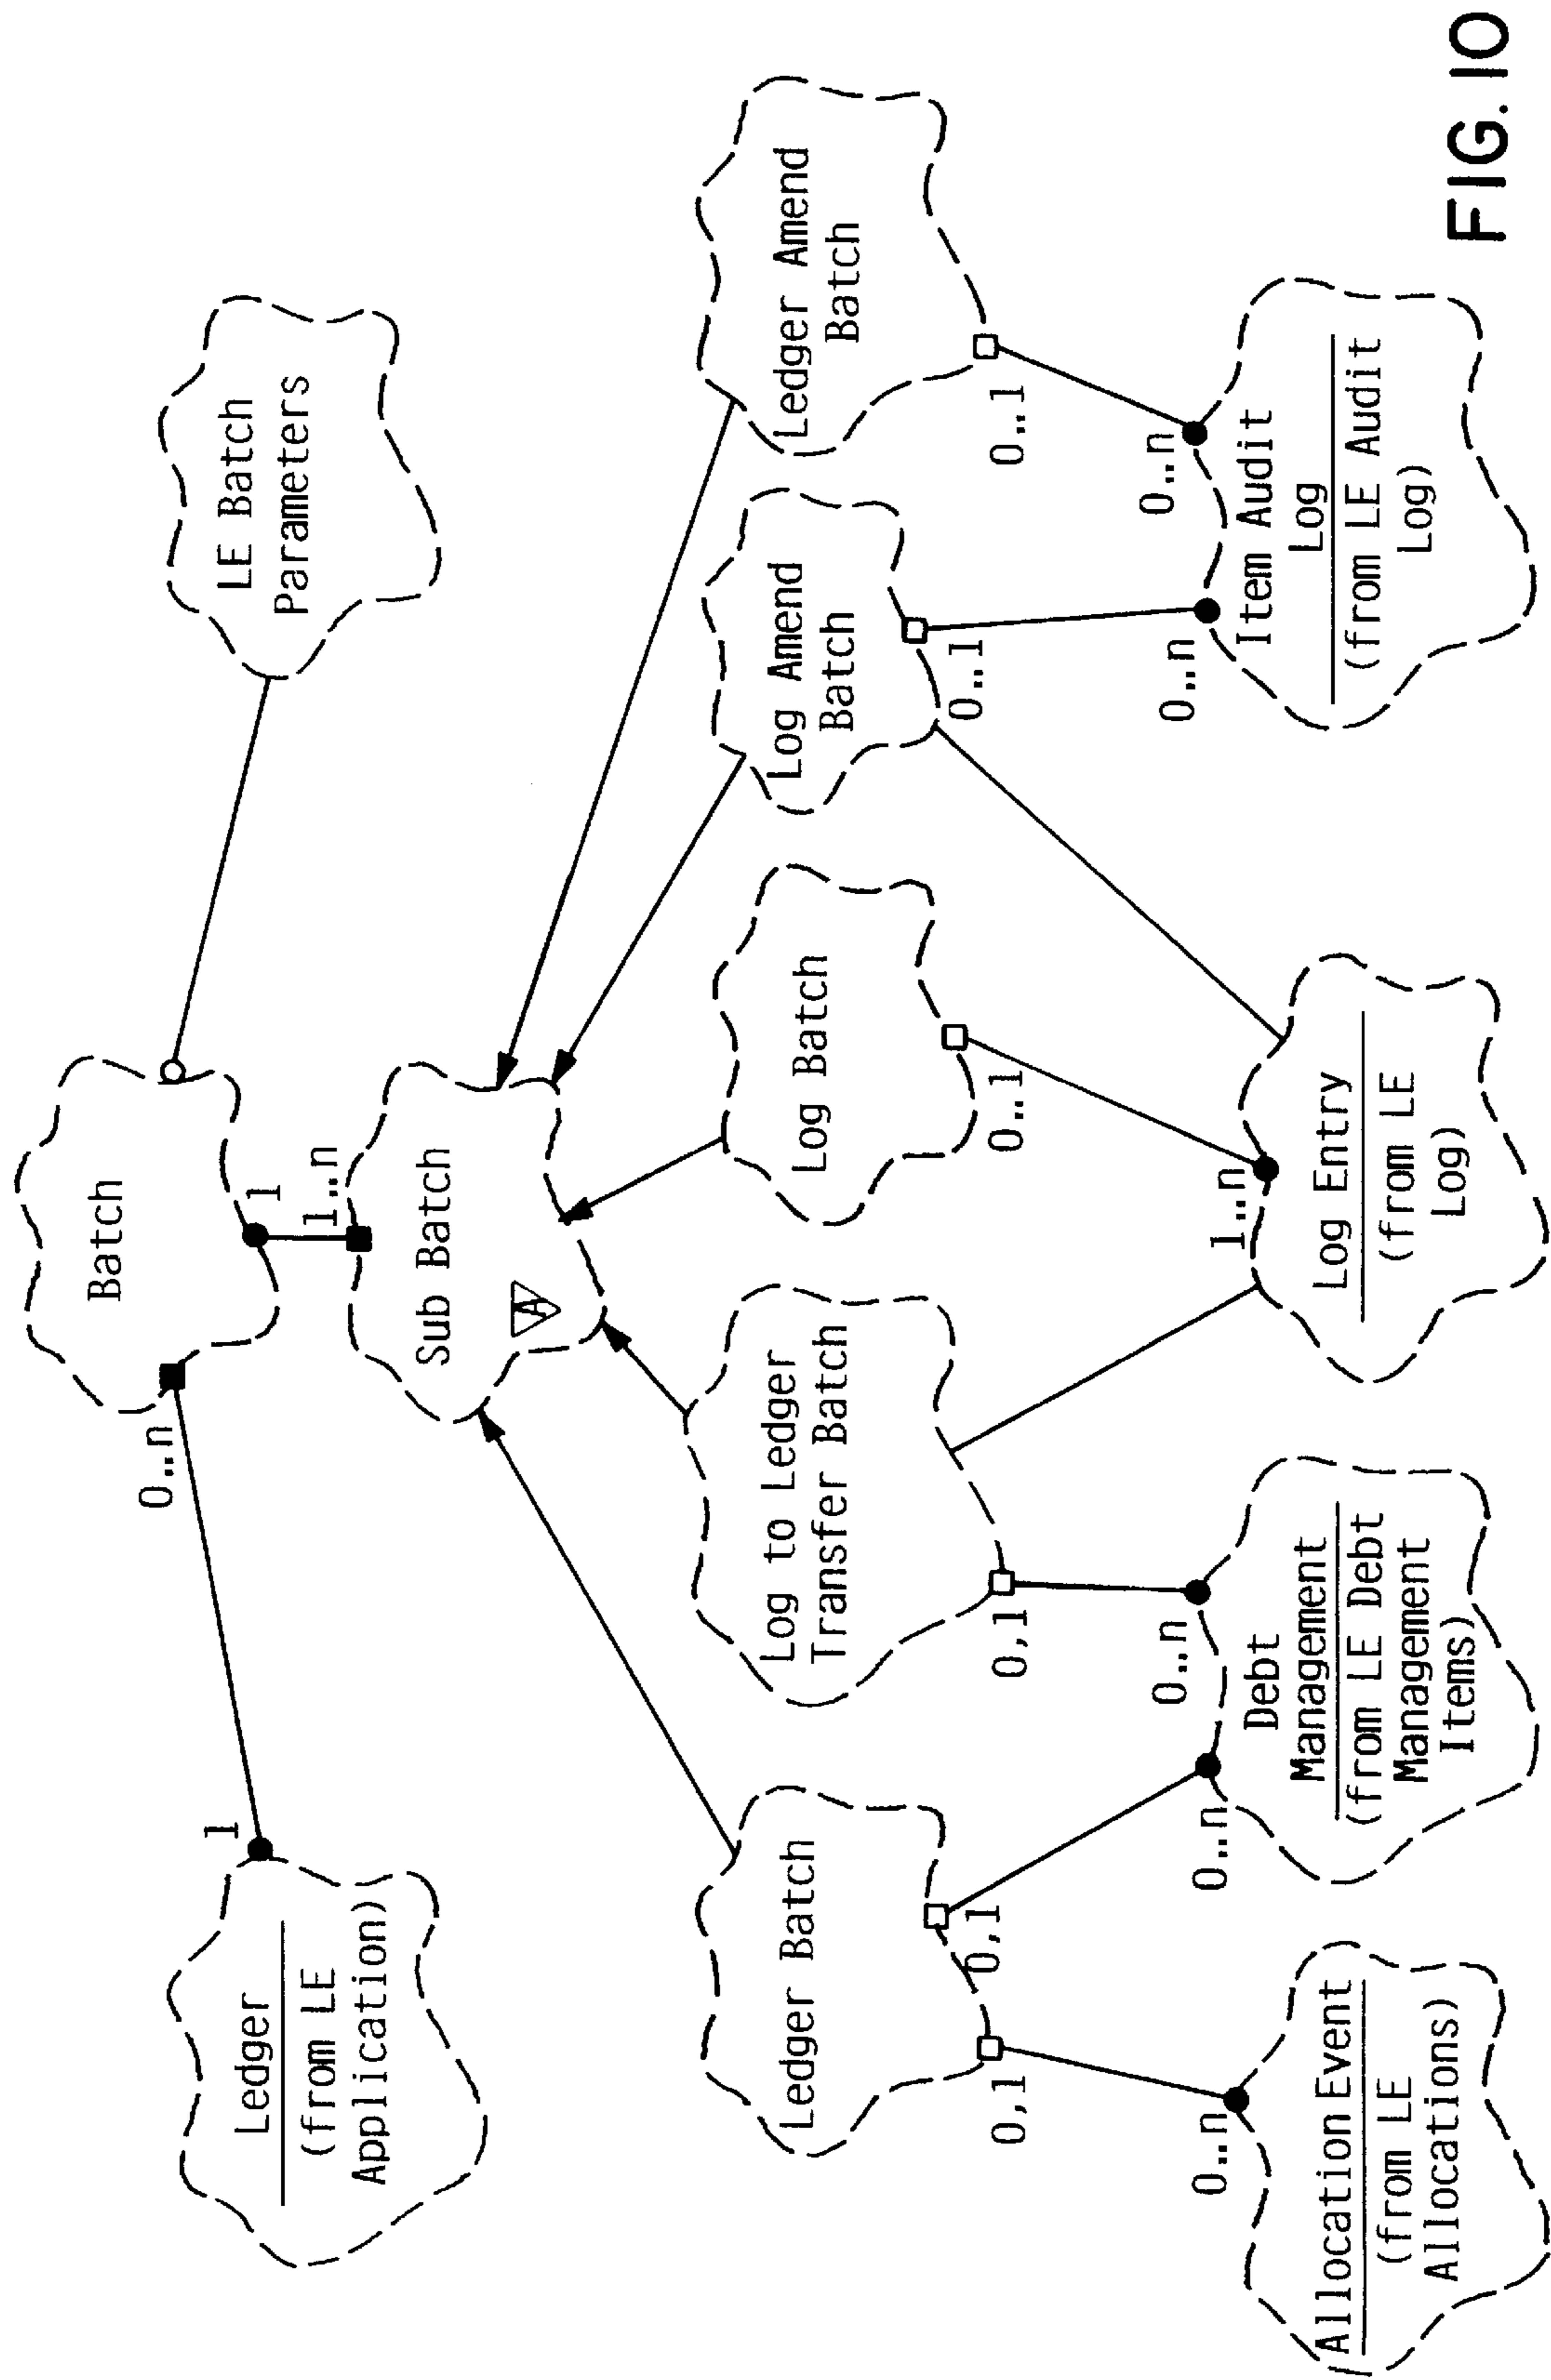 Batch
LE Batch
Parameters
Ledger
(from LE
Application)
1
0..n
1
1..n
Sub Batch
A
Ledger Batch
Log to Ledger
Transfer Batch
Log Batch
Log Amend
Batch
Ledger Amend
Batch
0,1
0,1
0,1
0..1
0..1
0..1
0..n
0..n
0..n
1..n
0..n
0..n
Allocation Event
(from LE
Allocations)
Debt
Management
(from LE Debt
Management
Items)
Log Entry
(from LE
Log)
Item Audit
Log
(from LE Audit
Log)
FIG. 10